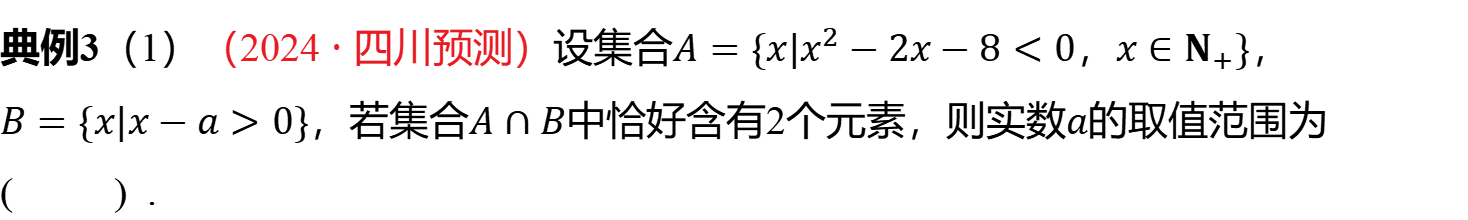 典例3（1）（2024·四川预测）设集合A = {x|x² − 2x − 8 < 0，x ∈ N₊}，
B = {x|x − a > 0}，若集合A ∩ B中恰好含有2个元素，则实数a的取值范围为
( ) .